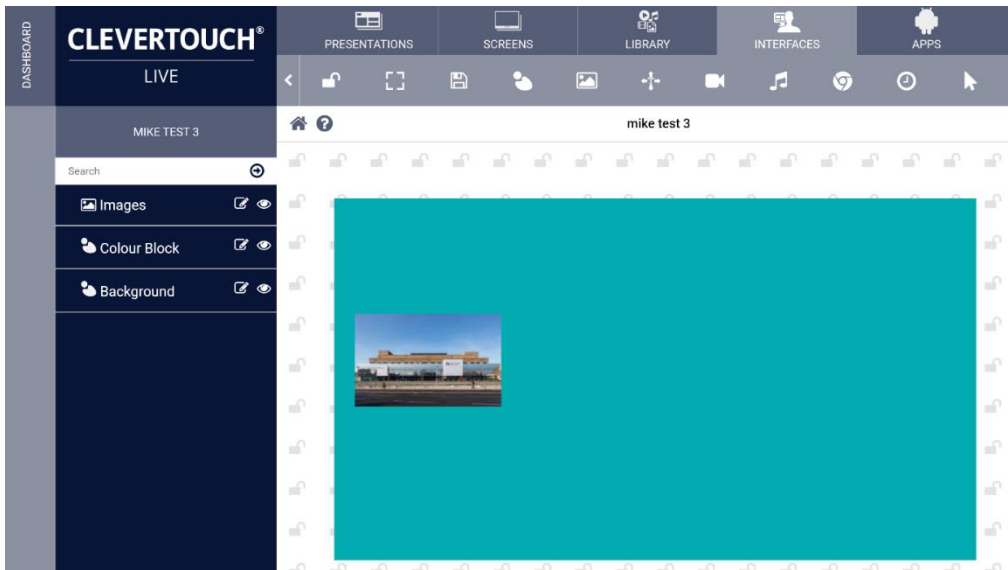 DASHBOARD
CLEVERTOUCH®
LIVE
PRESENTATIONS
SCREENS
LIBRARY
INTERFACES
APPS
MIKE TEST 3
mike test 3
Search
Images
Colour Block
Background